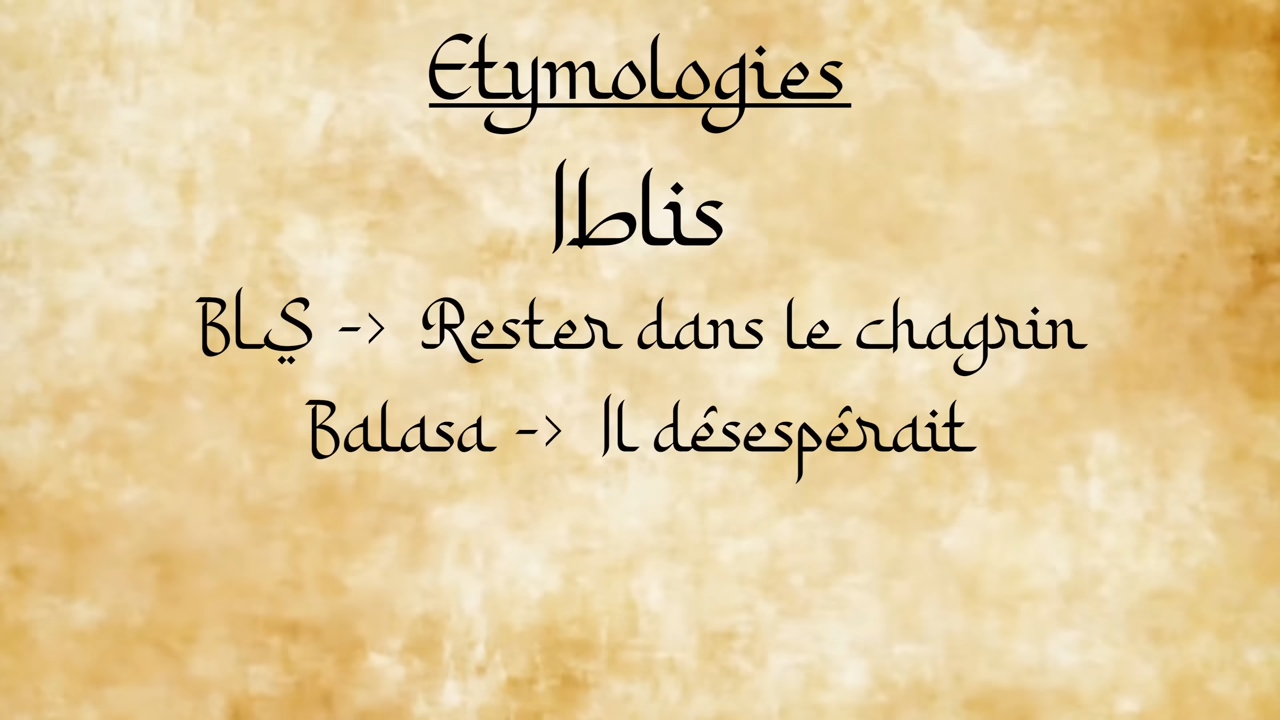 Etymologies
Iblis
BLS -> Rester dans le chagrin
Balasa -> Il désespérait